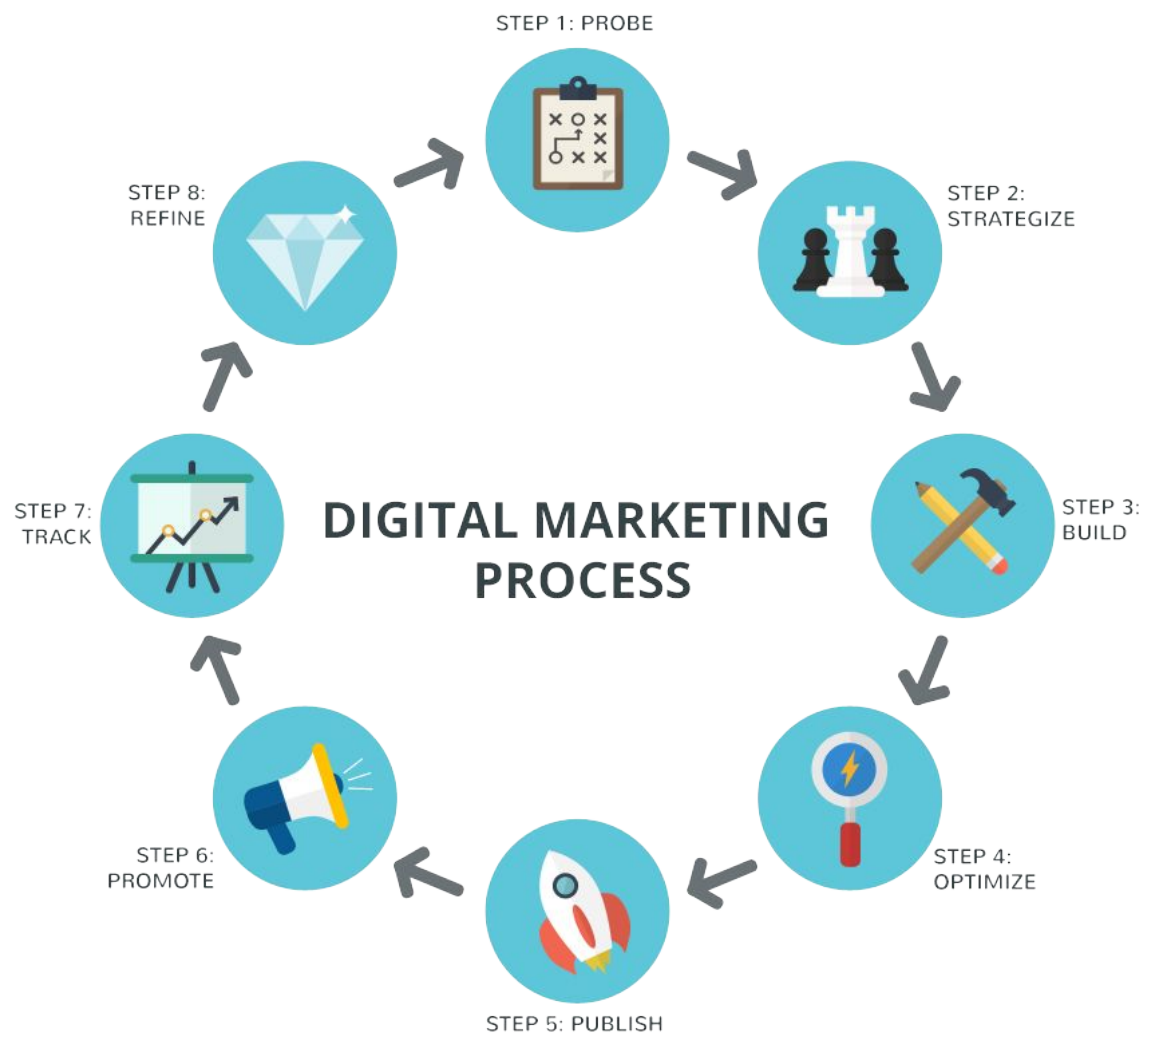 STEP 1: PROBE
STEP 2:
STRATEGIZE
STEP 3:
BUILD
STEP 4:
OPTIMIZE
STEP 5: PUBLISH
STEP 6:
PROMOTE
STEP 7:
TRACK
STEP 8:
REFINE
DIGITAL MARKETING
PROCESS